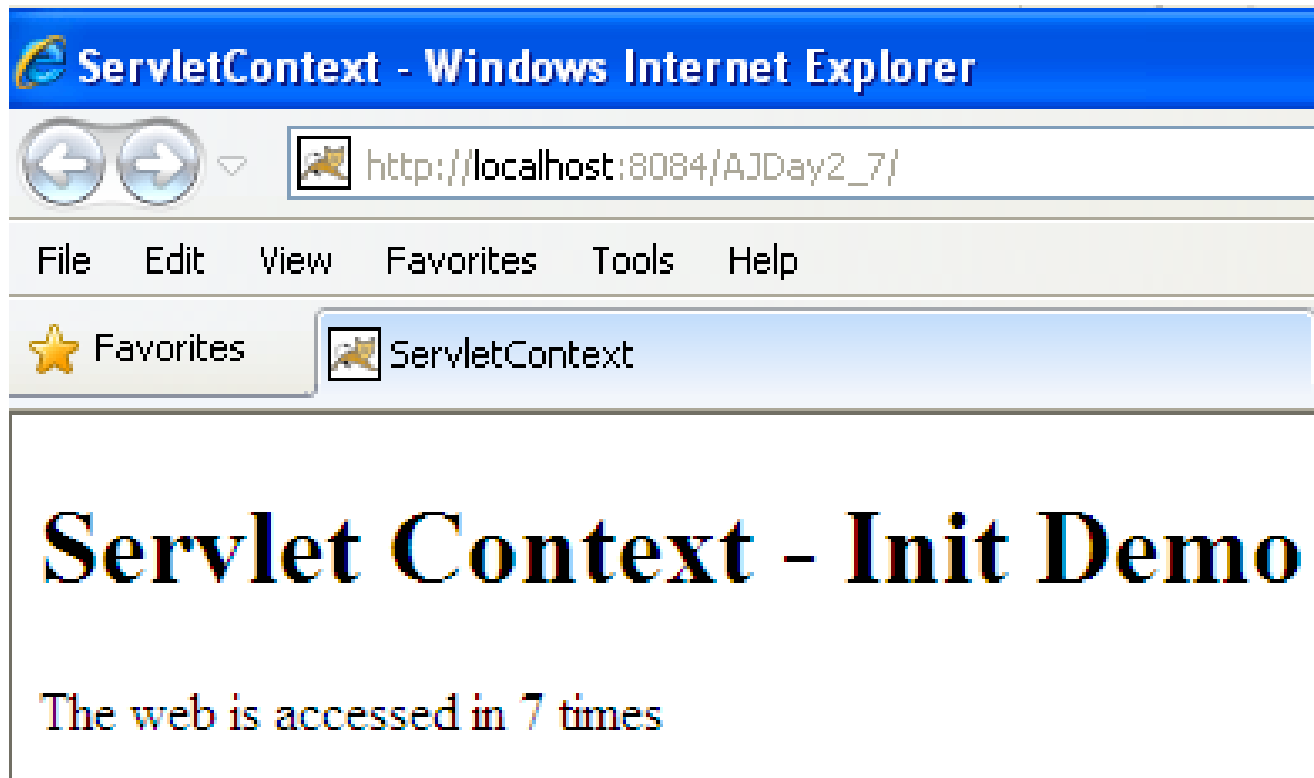 ServletContext - Windows Internet Explorer
http://localhost:8084/AJDay2_7/
File Edit View Favorites Tools Help
Favorites ServletContext
Servlet Context - Init Demo
The web is accessed in 7 times